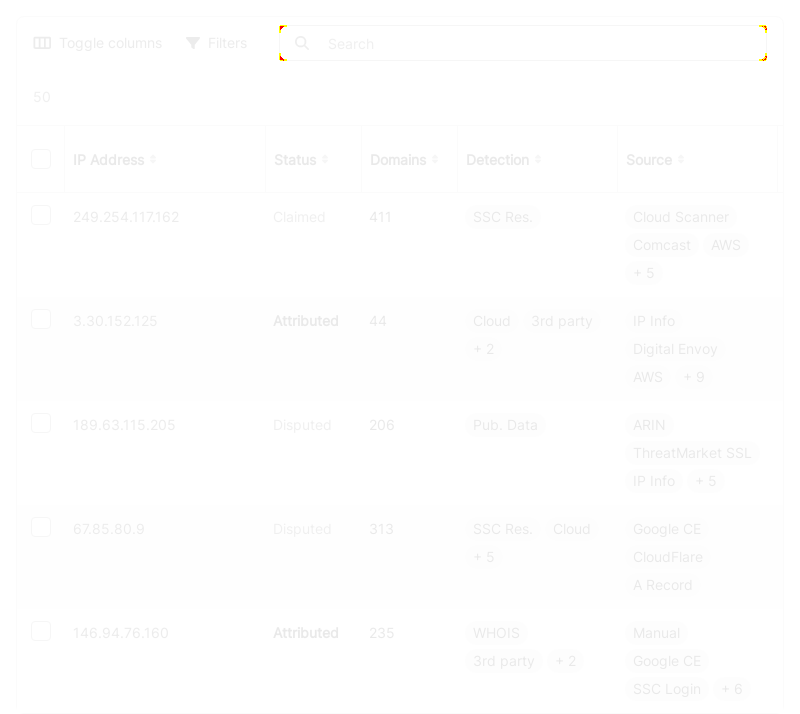 Toggle columns Filters Search
50
IP Address Status Domains Detection Source
249.254.117.162 Claimed 411 SSC Res. Cloud Scanner
Comcast AWS
+ 5
3.30.152.125 Attributed 44 Cloud 3rd party IP Info
+ 2 Digital Envoy
AWS + 9
189.63.115.205 Disputed 206 Pub. Data ARIN
ThreatMarket SSL
IP Info + 5
67.85.80.9 Disputed 313 SSC Res. Cloud Google CE
+ 5 CloudFlare
A Record
146.94.76.160 Attributed 235 WHOIS Manual
3rd party + 2 Google CE
SSC Login + 6